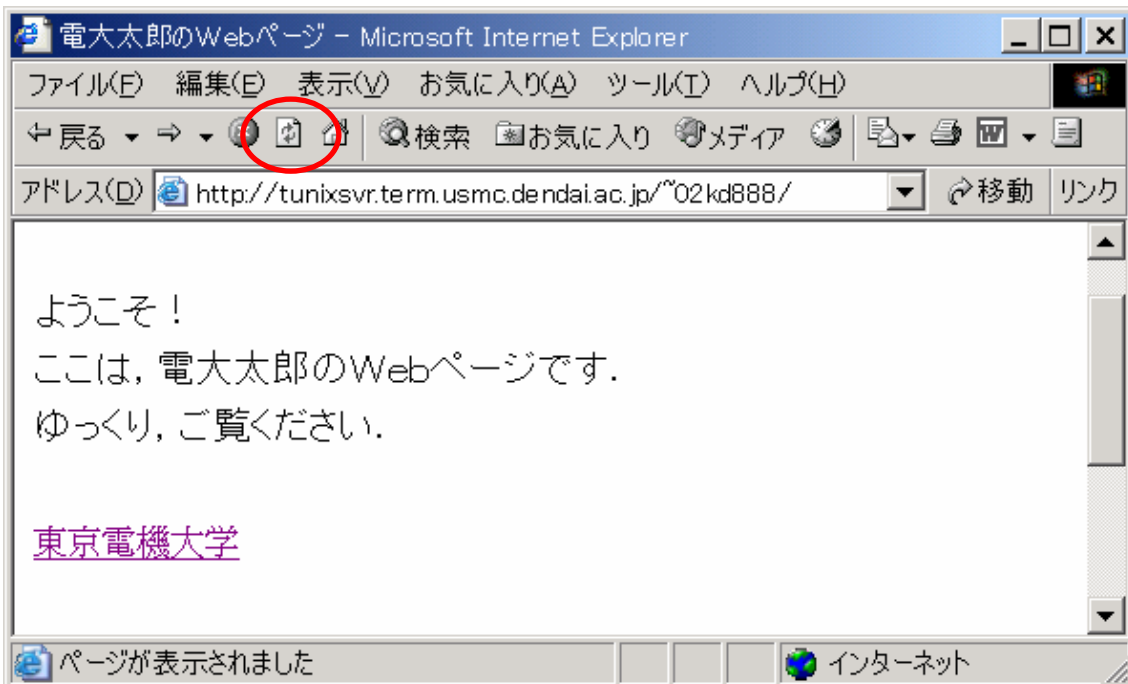 電大太郎のWebページ - Microsoft Internet Explorer
ファイル(F) 編集(E) 表示(V) お気に入り(A) ツール(T) ヘルプ(H)
戻る 検索 お気に入り メディア
アドレス(D) http://tunixsvr.term.usmc.dendai.ac.jp/~02kd888/ 移動 リンク
ようこそ!
ここは,電大太郎のWebページです.
ゆっくり,ご覧ください.
東京電機大学
ページが表示されました インターネット